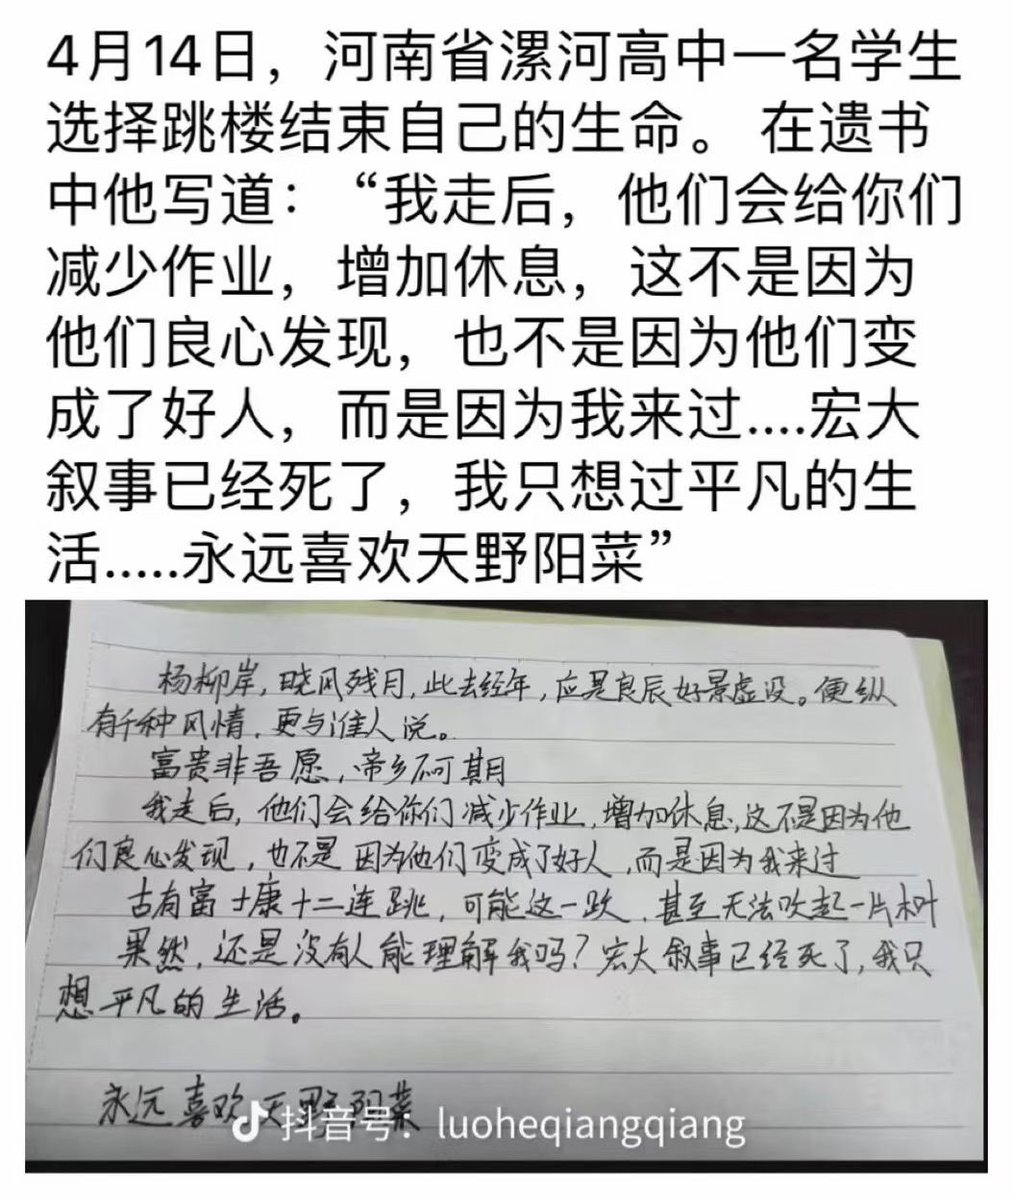 4月14日，河南省漯河高中一名学生
选择跳楼结束自己的生命。 在遗书
中他写道：“我走后，他们会给你们
减少作业，增加休息，这不是因为
他们良心发现，也不是因为他们变
成了好人，而是因为我来过....宏大
叙事已经死了，我只想过平凡的生
活.....永远喜欢天野阳菜”
杨柳岸，晓风残月，此去经年，应是良辰好景虚设。便纵
有千种风情，更与谁人说。
富贵非吾愿，帝乡不可期
我走后，他们会给你们减少作业，增加休息，这不是因为他
们良心发现，也不是因为他们变成了好人，而是因为我来过
古有富士康十二连跳，可能这一跃，甚至无法吹起一片树叶
果然，还是没有人能理解我吗？宏大叙事已经死了，我只
想平凡的生活。
永远喜欢天野阳菜
抖音号：luoheqiangqiang